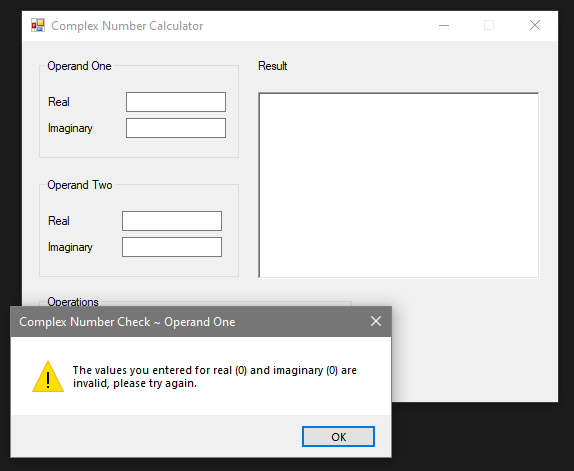 Complex Number Calculator
Operand One
Real
Imaginary
Result
Operand Two
Real
Imaginary
Operations
Complex Number Check ~ Operand One
The values you entered for real (0) and imaginary (0) are
invalid, please try again.
OK